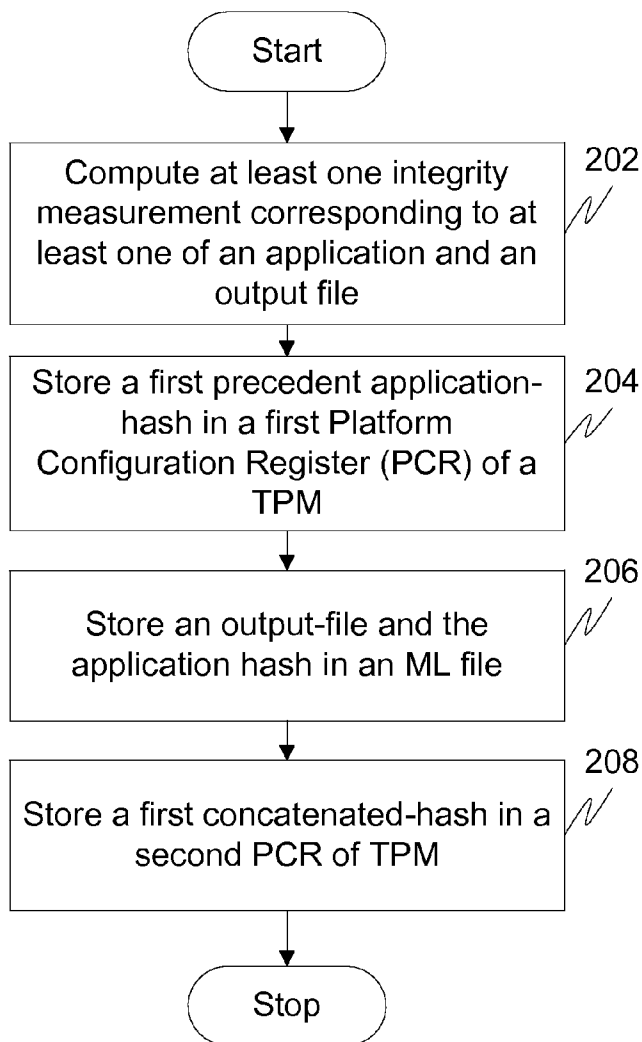 Start
202
Compute at least one integrity
measurement corresponding to at
least one of an application and an
output file
204
Store a first precedent application-
hash in a first Platform
Configuration Register (PCR) of a
TPM
206
Store an output-file and the
application hash in an ML file
208
Store a first concatenated-hash in a
second PCR of TPM
Stop